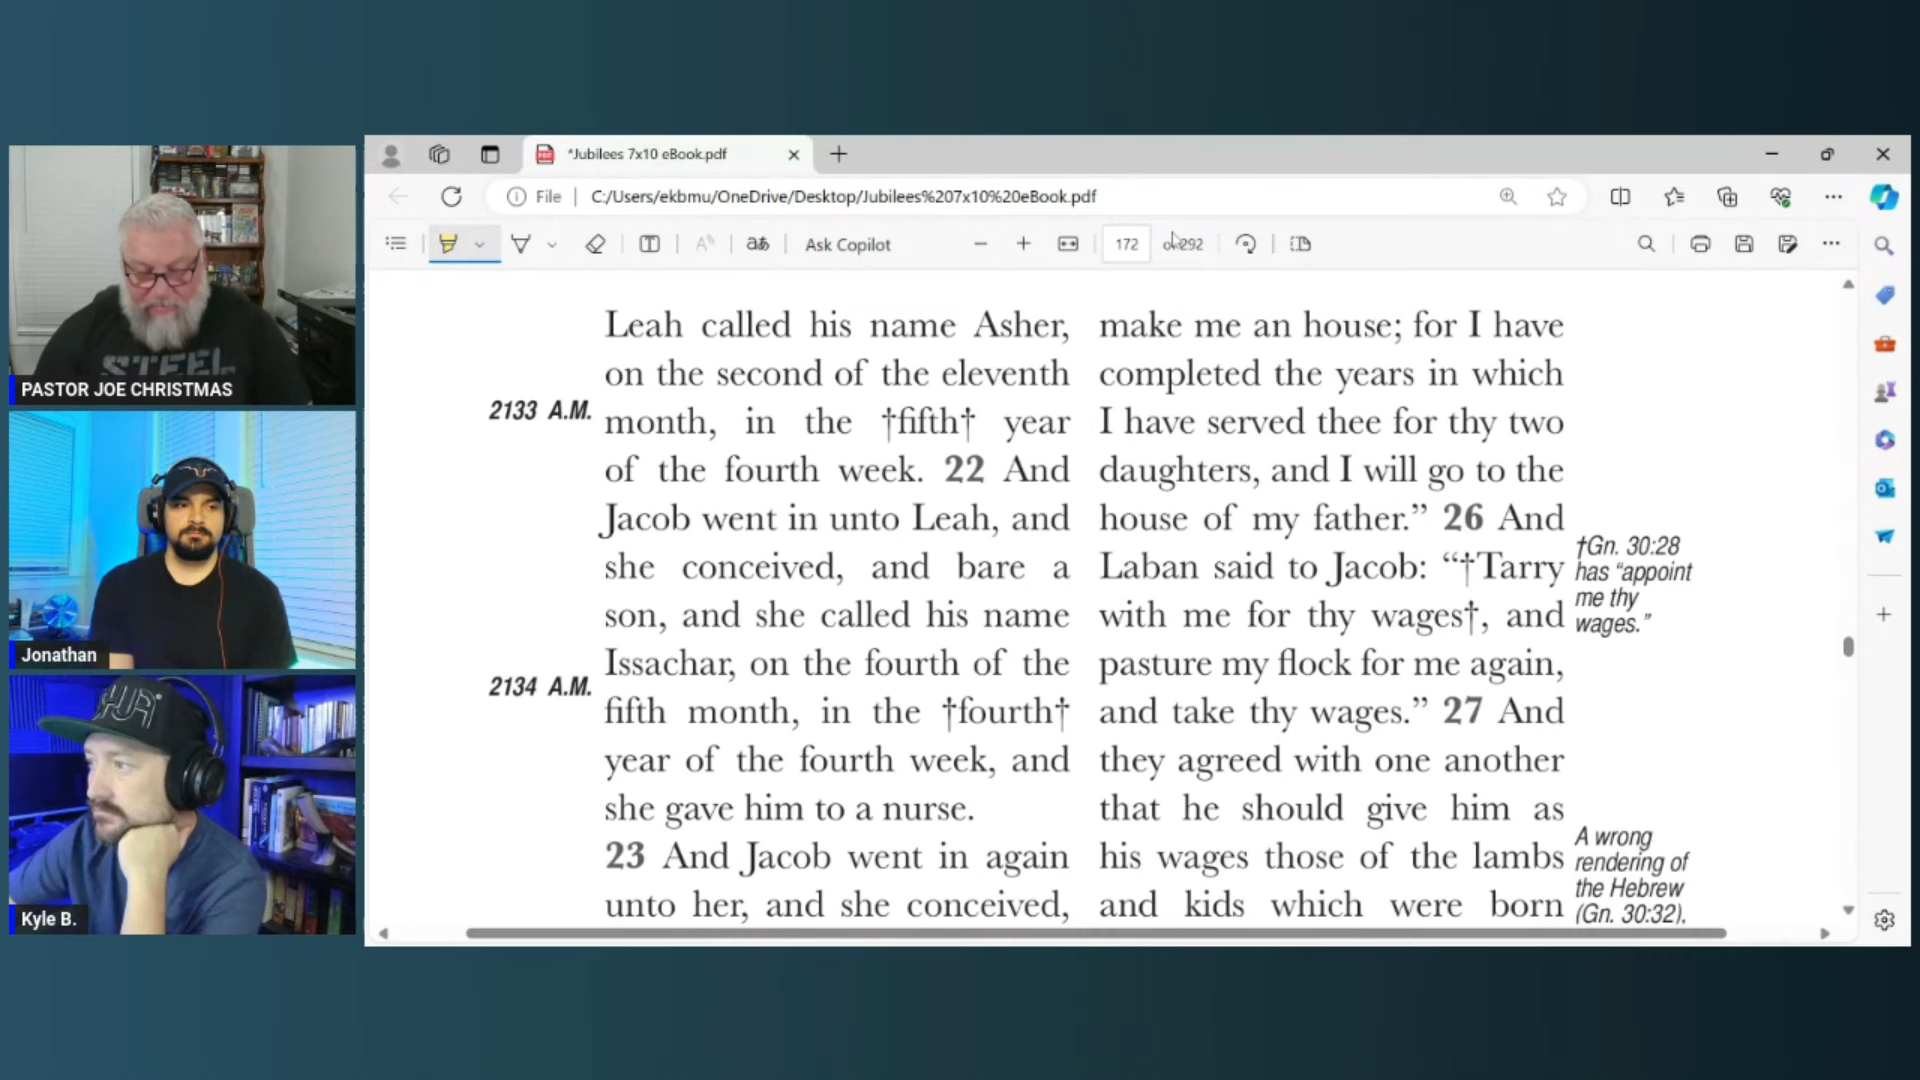 *Jubilees 7x10 eBook.pdf
File
C:/Users/ekbmu/OneDrive/Desktop/Jubilees%207x10%20eBook.pdf
Ask Copilot
172
292
STEEL
PASTOR JOE CHRISTMAS
Jonathan
Kyle B.
2133 A.M.
2134 A.M.
Leah called his name Asher,
on the second of the eleventh
month, in the †fifth† year
of the fourth week. 22 And
Jacob went in unto Leah, and
she conceived, and bare a
son, and she called his name
Issachar, on the fourth of the
fifth month, in the †fourth†
year of the fourth week, and
she gave him to a nurse.
23 And Jacob went in again
unto her, and she conceived,
make me an house; for I have
completed the years in which
I have served thee for thy two
daughters, and I will go to the
house of my father.” 26 And
Laban said to Jacob: “†Tarry
with me for thy wages†, and
pasture my flock for me again,
and take thy wages.” 27 And
they agreed with one another
that he should give him as
his wages those of the lambs
and kids which were born
†Gn. 30:28
has “appoint
me thy
wages.”
A wrong
rendering of
the Hebrew
(Gn. 30:32).